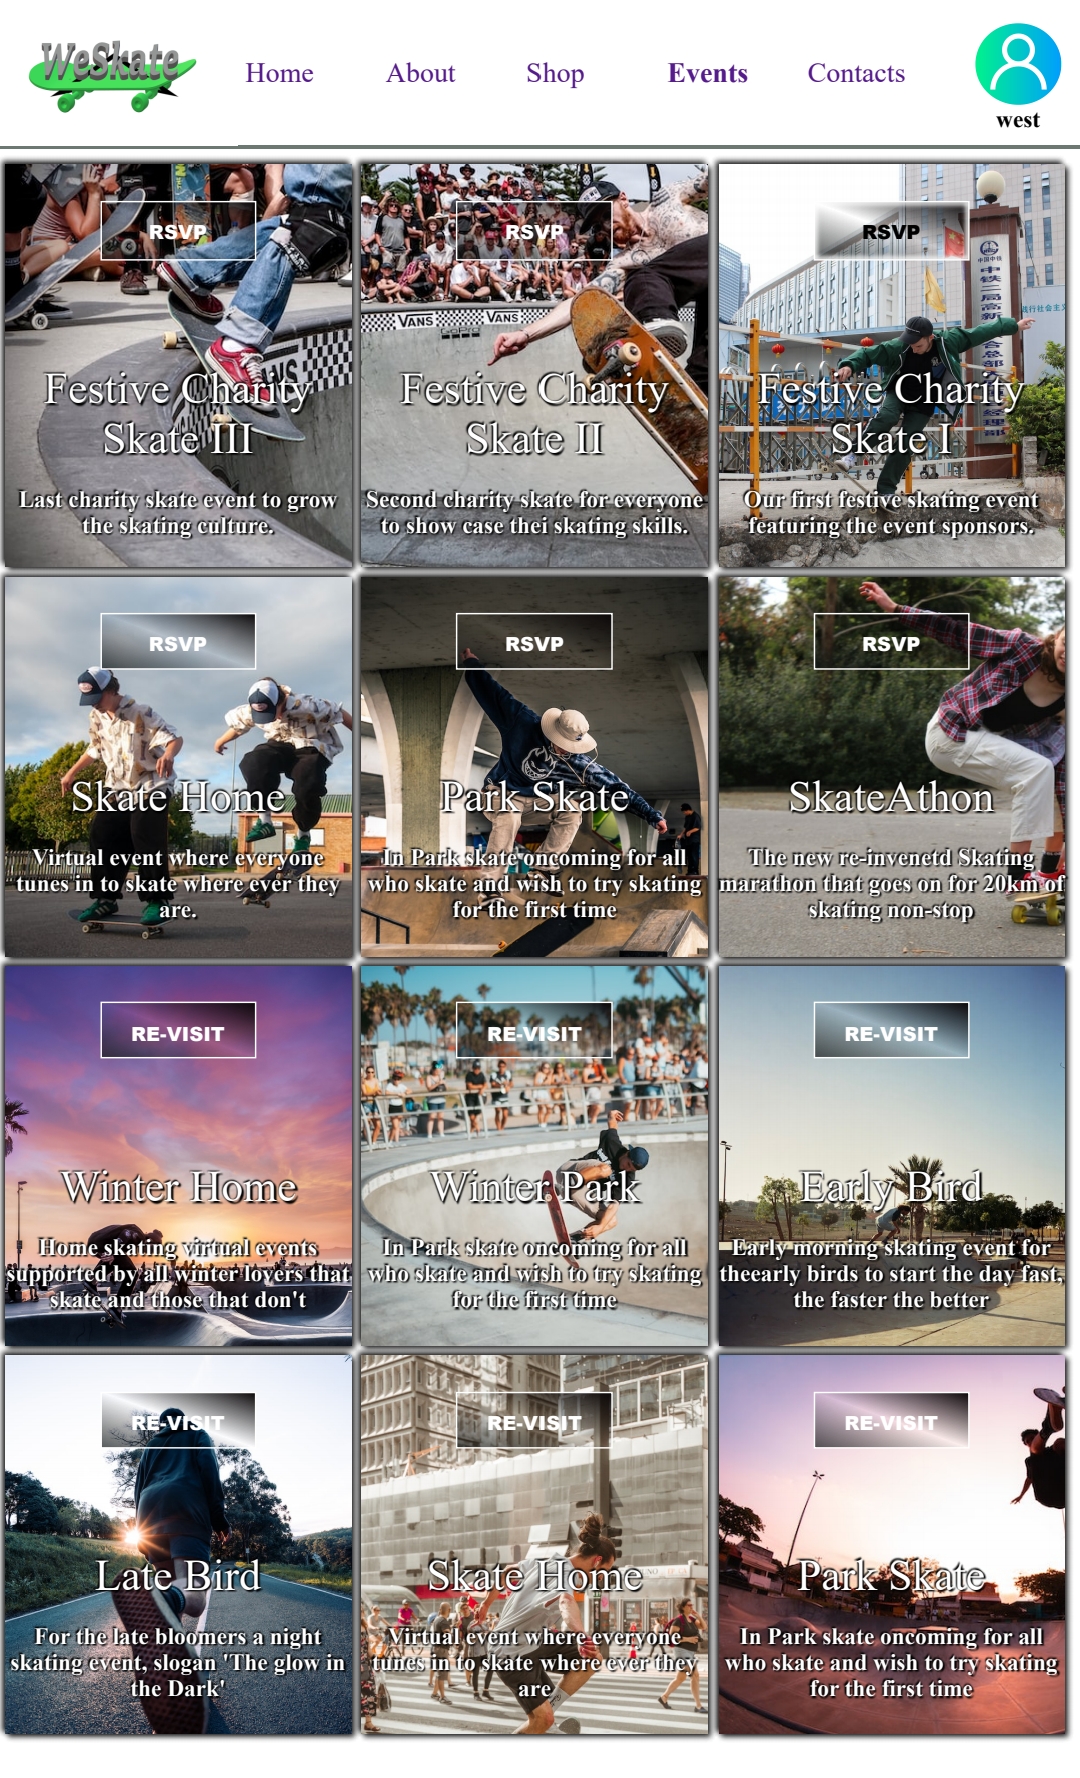 WeSkate
Home
About
Shop
Events
Contacts
west
RSVP
Festive Charity
Skate III
Last charity skate event to grow
the skating culture.
RSVP
VANS
VANS
GoPro
Festive Charity
Skate II
Second charity skate for everyone
to show case thei skating skills.
RSVP
中国中铁
Festive Charity
Skate I
Our first festive skating event
featuring the event sponsors.
RSVP
Skate Home
Virtual event where everyone
tunes in to skate where ever they
are.
RSVP
Park Skate
In Park skate oncoming for all
who skate and wish to try skating
for the first time
RSVP
SkateAthon
The new re-invenetd Skating
marathon that goes on for 20km of
skating non-stop
RE-VISIT
Winter Home
Home skating virtual events
supported by all winter lovers that
skate and those that don't
RE-VISIT
Winter Park
In Park skate oncoming for all
who skate and wish to try skating
for the first time
RE-VISIT
Early Bird
Early morning skating event for
theearly birds to start the day fast,
the faster the better
RE-VISIT
Late Bird
For the late bloomers a night
skating event, slogan 'The glow in
the Dark'
RE-VISIT
Skate Home
Virtual event where everyone
tunes in to skate where ever they
are
RE-VISIT
Park Skate
In Park skate oncoming for all
who skate and wish to try skating
for the first time